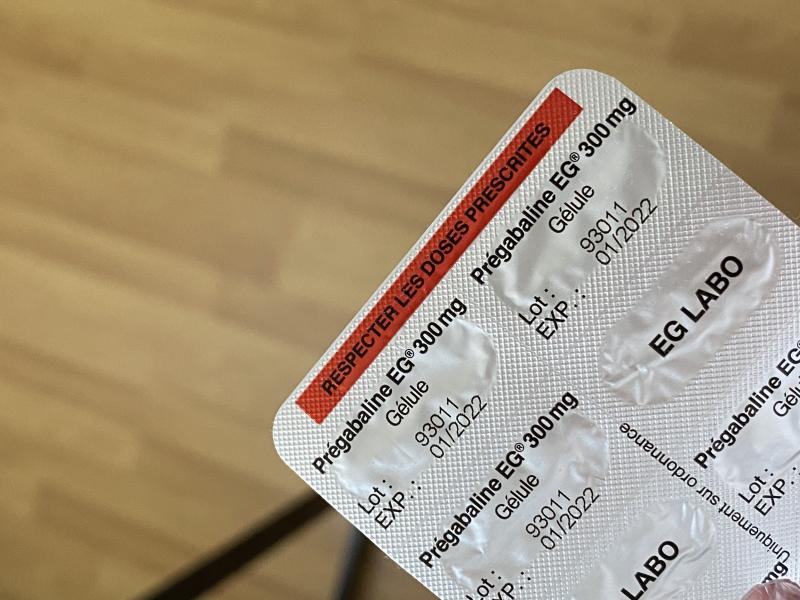 RESPECTER LES DOSES PRESCRITES
Prégabaline EG® 300 mg
Gélule
Lot : 93011
EXP. : 01/2022
Prégabaline EG® 300 mg
Gélule
Lot : 93011
EXP. : 01/2022
EG LABO
Prégabaline EG® 300 mg
Gélule
Lot : 93011
EXP. : 01/2022
Uniquement sur ordonnance
Prégabaline EG®
Gélu
Lot :
EXP. :
LABO
mg